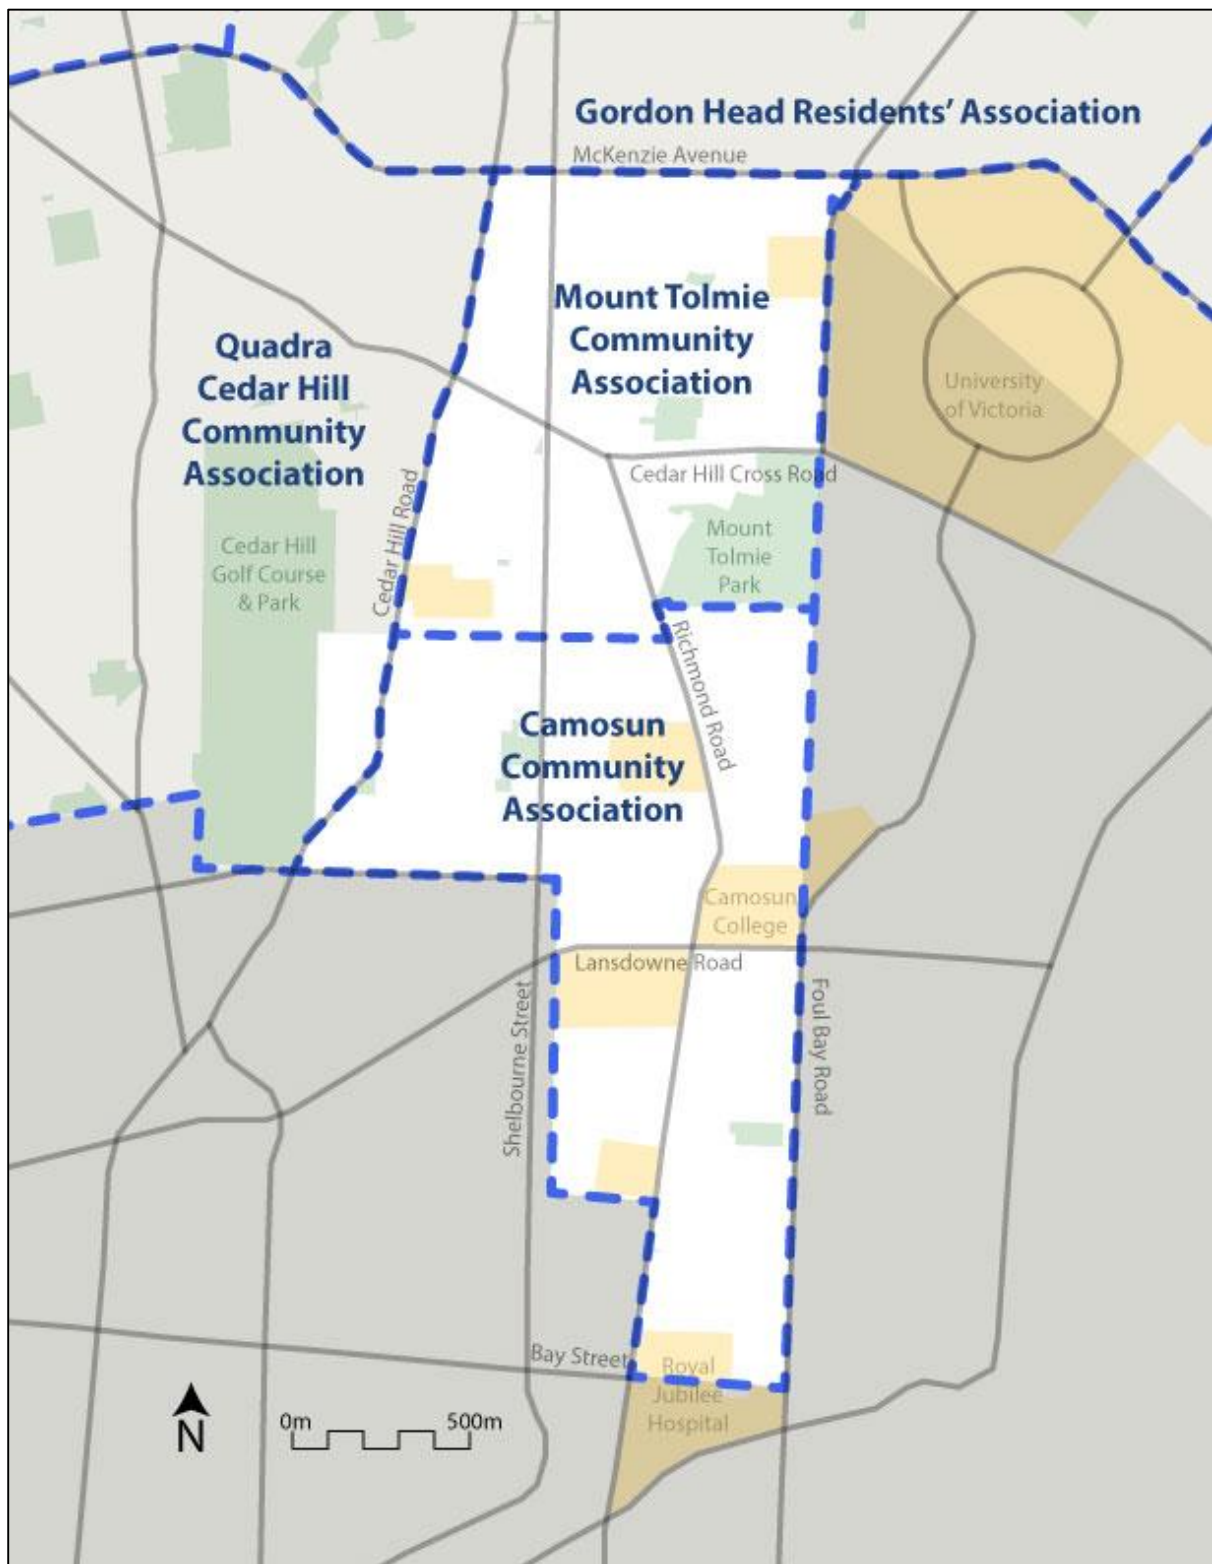 Gordon Head Residents' Association
McKenzie Avenue
Mount Tolmie
Community
Association
Quadra
Cedar Hill
Community
Association
University
of Victoria
Cedar Hill Cross Road
Cedar Hill Road
Mount
Tolmie
Park
Cedar Hill
Golf Course
& Park
Richmond Road
Camosun
Community
Association
Camosun
College
Lansdowne Road
Shelbourne Street
Foul Bay Road
Bay Street
Royal
Jubilee
Hospital
0m 500m
N